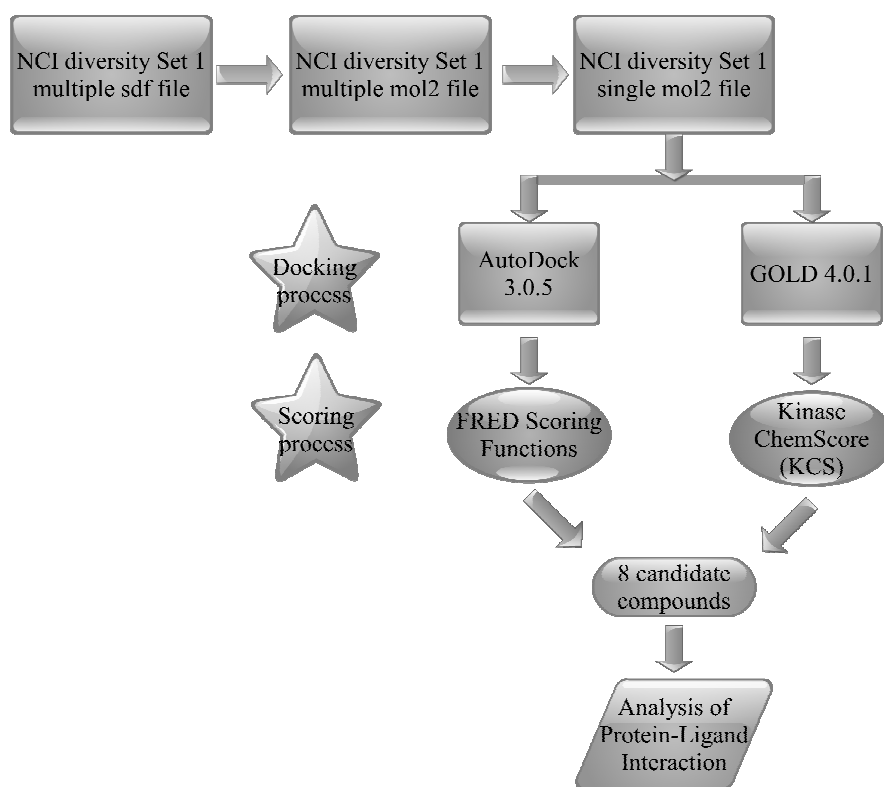 NCI diversity Set 1
multiple sdf file
NCI diversity Set 1
multiple mol2 file
NCI diversity Set 1
single mol2 file
Docking
process
AutoDock
3.0.5
GOLD 4.0.1
Scoring
process
FRED Scoring
Functions
Kinase
ChemScore
(KCS)
8 candidate
compounds
Analysis of
Protein-Ligand
Interaction